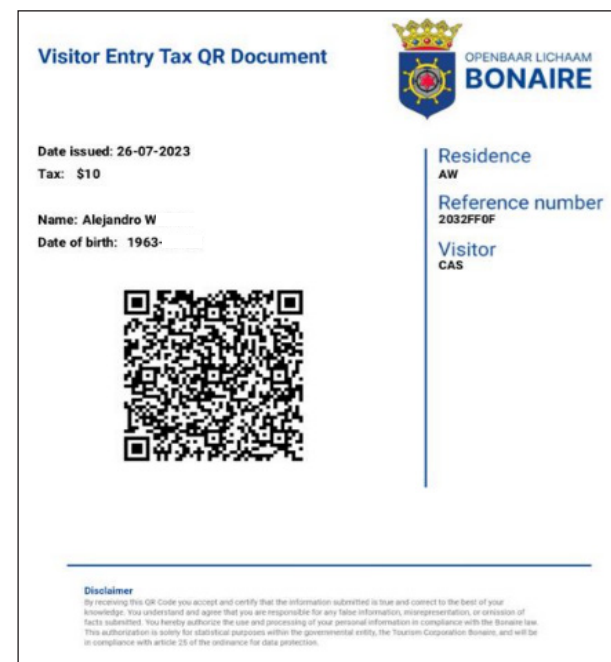 Visitor Entry Tax QR Document
OPENBAAR LICHAAM
BONAIRE
Date issued: 26-07-2023
Tax: $10
Name: Alejandro W
Date of birth: 1963-
Residence
AW
Reference number
2032FF0F
Visitor
CAS
Disclaimer
By receiving this QR Code you accept and certify that the information submitted is true and correct to the best of your
knowledge. You understand and agree that you are responsible for any false information, misrepresentation, or omission of
facts submitted. You hereby authorize the use and processing of your personal information in compliance with the Bonaire law.
This authorization is solely for statistical purposes within the governmental entity, the Tourism Corporation Bonaire, and will be
in compliance with article 25 of the ordinance for data protection.